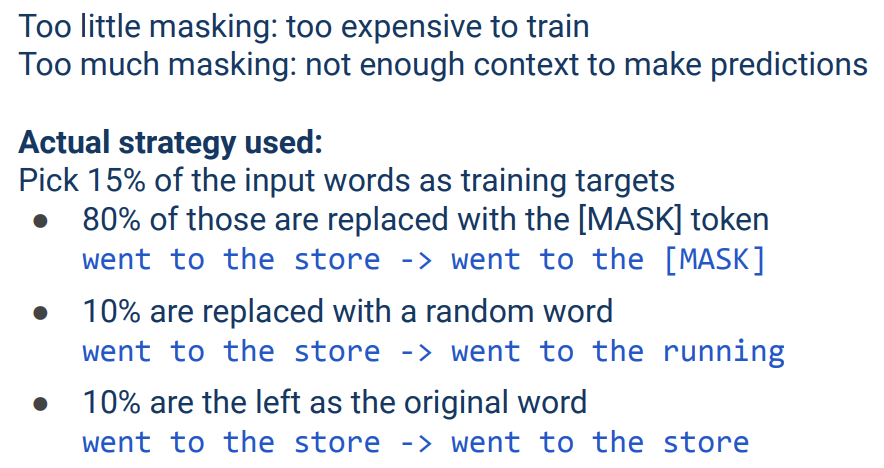 Too little masking: too expensive to train
Too much masking: not enough context to make predictions
Actual strategy used:
Pick 15% of the input words as training targets
● 80% of those are replaced with the [MASK] token
went to the store -> went to the [MASK]
● 10% are replaced with a random word
went to the store -> went to the running
● 10% are the left as the original word
went to the store -> went to the store